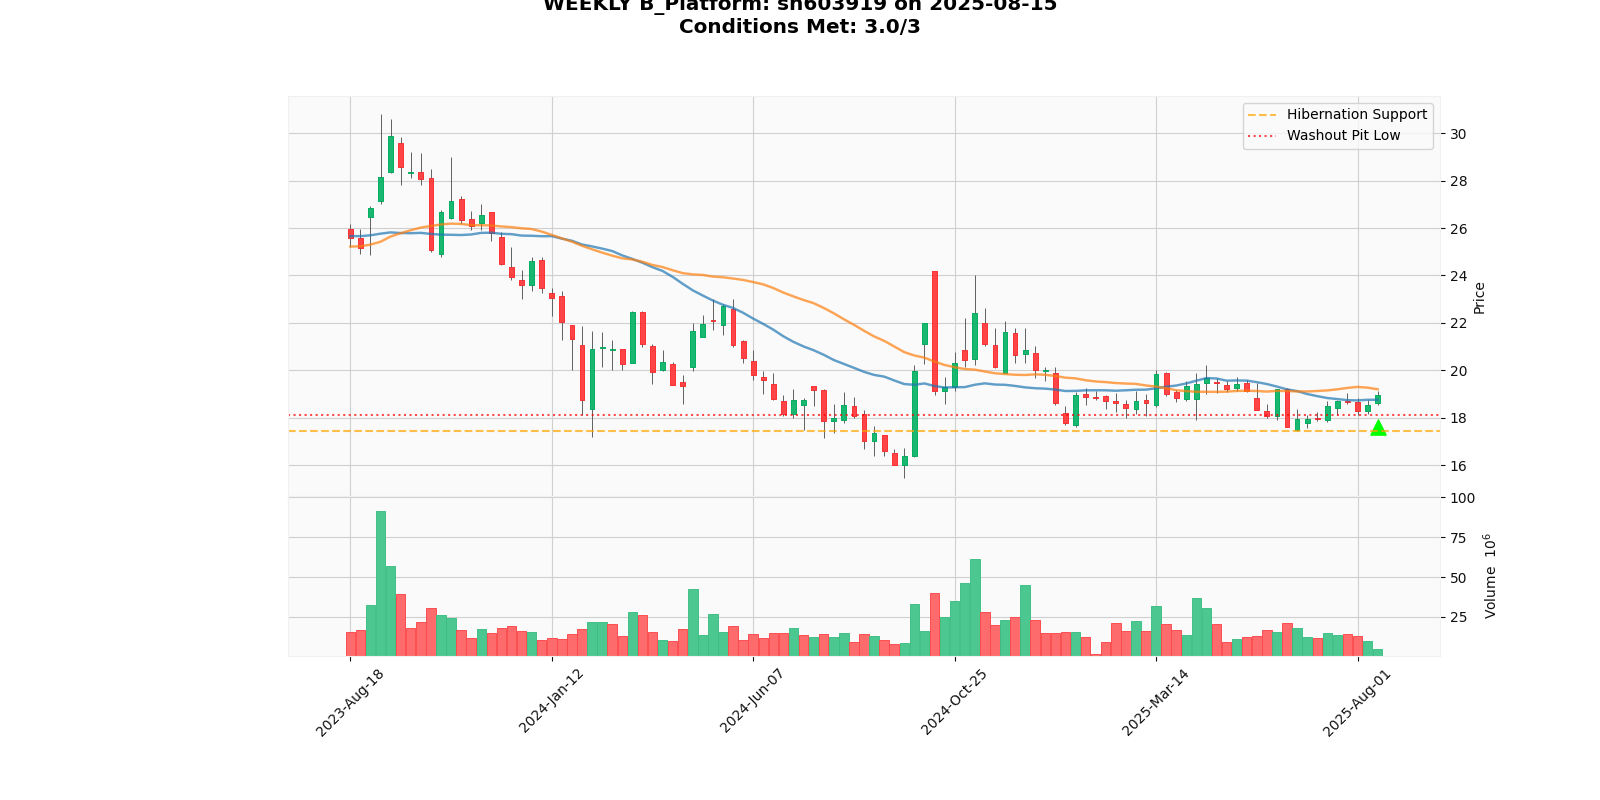 WEEKLY B_Platform: sh603919 on 2025-08-15
Conditions Met: 3.0/3
Hibernation Support
Washout Pit Low
30
28
26
24
22
20
18
16
Price
100
75
50
25
Volume 10^6
2023-Aug-18
2024-Jan-12
2024-Jun-07
2024-Oct-25
2025-Mar-14
2025-Aug-01